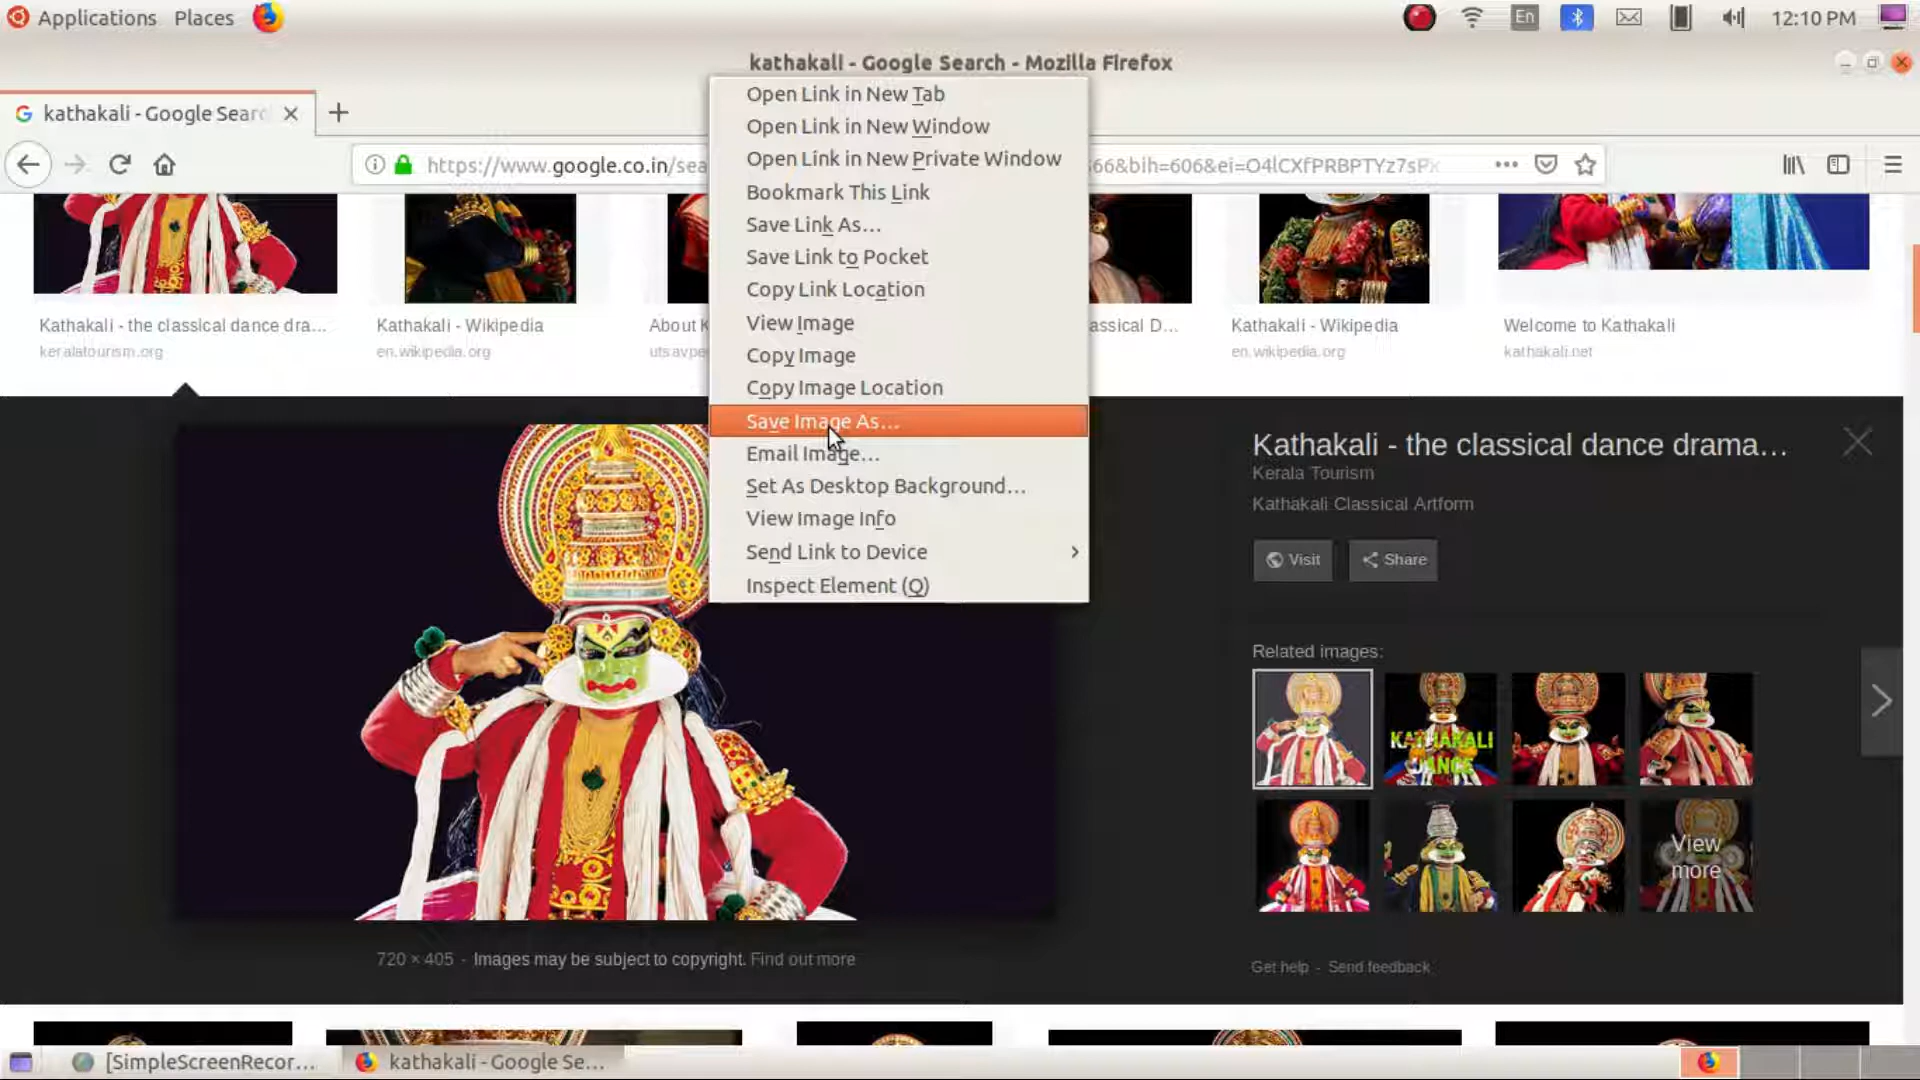 Applications Places
En
12:10 PM
kathakali - Google Search - Mozilla Firefox
kathakali - Google Searc
https://www.google.co.in/sea
66&bih=606&ei=O4lCXfPRBPTYz7sPx
Open Link in New Tab
Open Link in New Window
Open Link in New Private Window
Bookmark This Link
Save Link As…
Save Link to Pocket
Copy Link Location
View Image
Copy Image
Copy Image Location
Save Image As…
Email Image…
Set As Desktop Background…
View Image Info
Send Link to Device
Inspect Element (Q)
Kathakali - the classical dance dra...
keralatourism.org
Kathakali - Wikipedia
en.wikipedia.org
About K
utsavpe
assical D...
Kathakali - Wikipedia
en.wikipedia.org
Welcome to Kathakali
kathakali.net
Kathakali - the classical dance drama…
Kerala Tourism
Kathakali Classical Artform
Visit
Share
Related images:
KATHAKALI
DANCE
View
more
720 × 405 - Images may be subject to copyright. Find out more
Get help - Send feedback
[SimpleScreenRecor...
kathakali - Google Se...